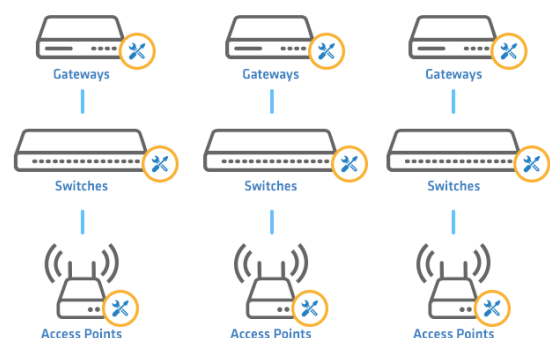 Gateways Gateways Gateways
Switches Switches Switches
Access Points Access Points Access Points